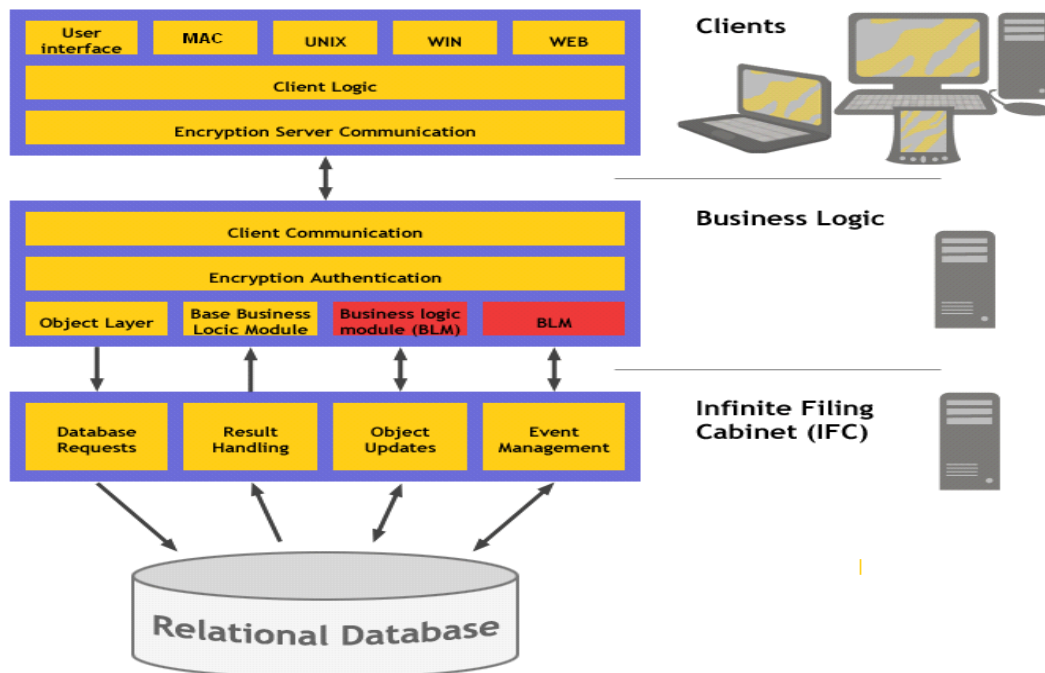 User
interface
MAC
UNIX
WIN
WEB
Clients
Client Logic
Encryption Server Communication
Client Communication
Business Logic
Encryption Authentication
Object Layer
Base Business
Locic Module
Business logic
module (BLM)
BLM
Database
Requests
Result
Handling
Object
Updates
Event
Management
Infinite Filing
Cabinet (IFC)
Relational Database